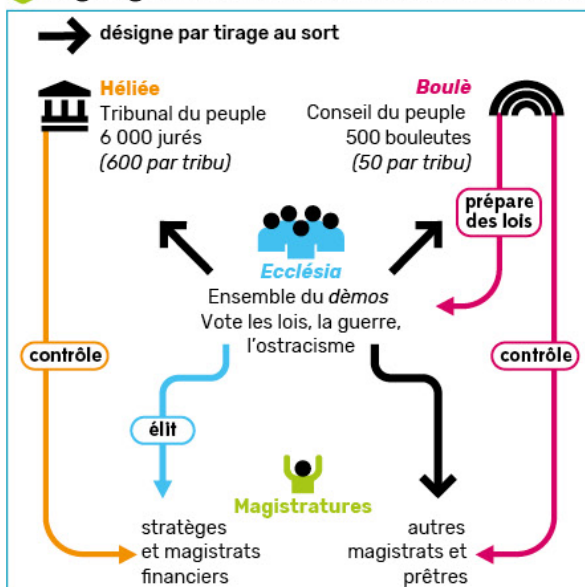 désigne par tirage au sort
Héliée
Tribunal du peuple
6 000 jurés
(600 par tribu)
Boulè
Conseil du peuple
500 bouleutes
(50 par tribu)
prépare
des lois
Ecclésia
Ensemble du dèmos
Vote les lois, la guerre,
l'ostracisme
contrôle
contrôle
élit
Magistratures
stratèges
et magistrats
financiers
autres
magistrats et
prêtres